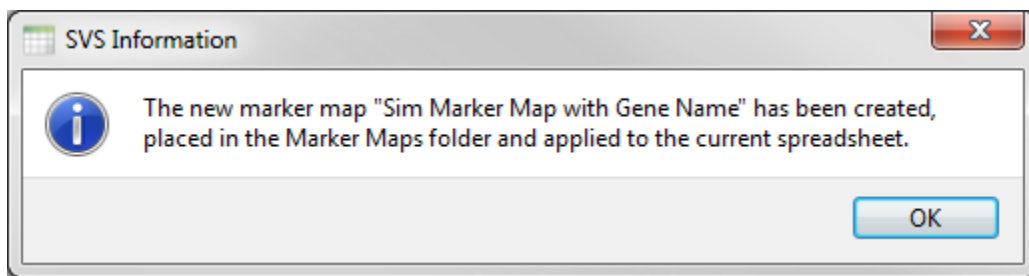 SVS Information
The new marker map "Sim Marker Map with Gene Name" has been created,
placed in the Marker Maps folder and applied to the current spreadsheet.
OK